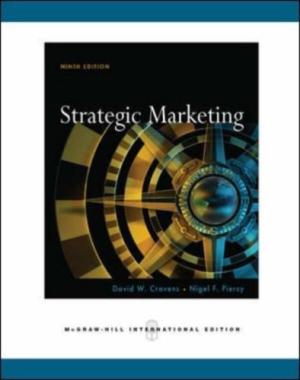 NINTH EDITION
Strategic Marketing
David W. Cravens • Nigel F. Piercy
McGRAW-HILL INTERNATIONAL EDITION